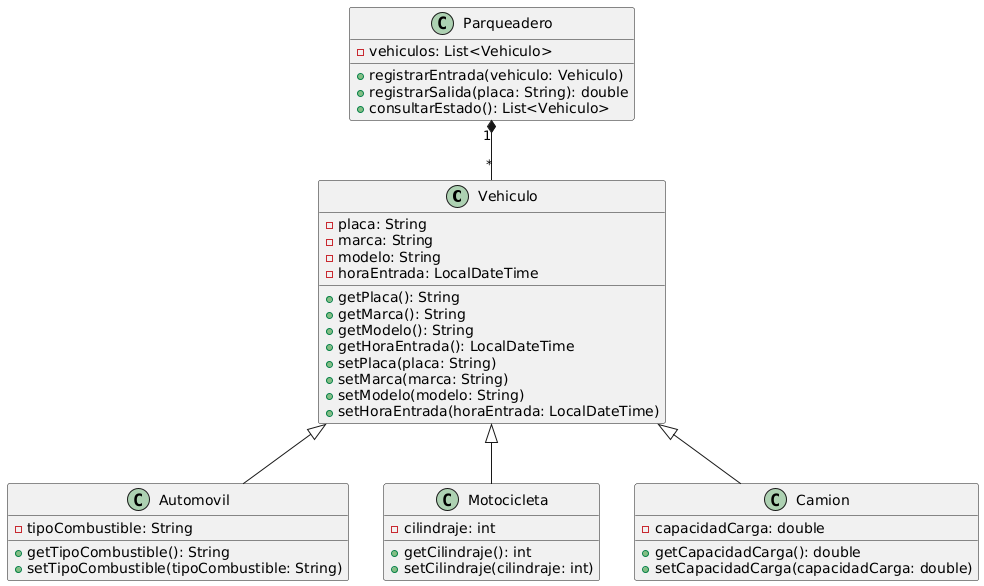 Parqueadero
vehiculos: List<Vehiculo>
registrarEntrada(vehiculo: Vehiculo)
registrarSalida(placa: String): double
consultarEstado(): List<Vehiculo>
1
*
Vehiculo
placa: String
marca: String
modelo: String
horaEntrada: LocalDateTime
getPlaca(): String
getMarca(): String
getModelo(): String
getHoraEntrada(): LocalDateTime
setPlaca(placa: String)
setMarca(marca: String)
setModelo(modelo: String)
setHoraEntrada(horaEntrada: LocalDateTime)
Automovil
tipoCombustible: String
getTipoCombustible(): String
setTipoCombustible(tipoCombustible: String)
Motocicleta
cilindraje: int
getCilindraje(): int
setCilindraje(cilindraje: int)
Camion
capacidadCarga: double
getCapacidadCarga(): double
setCapacidadCarga(capacidadCarga: double)